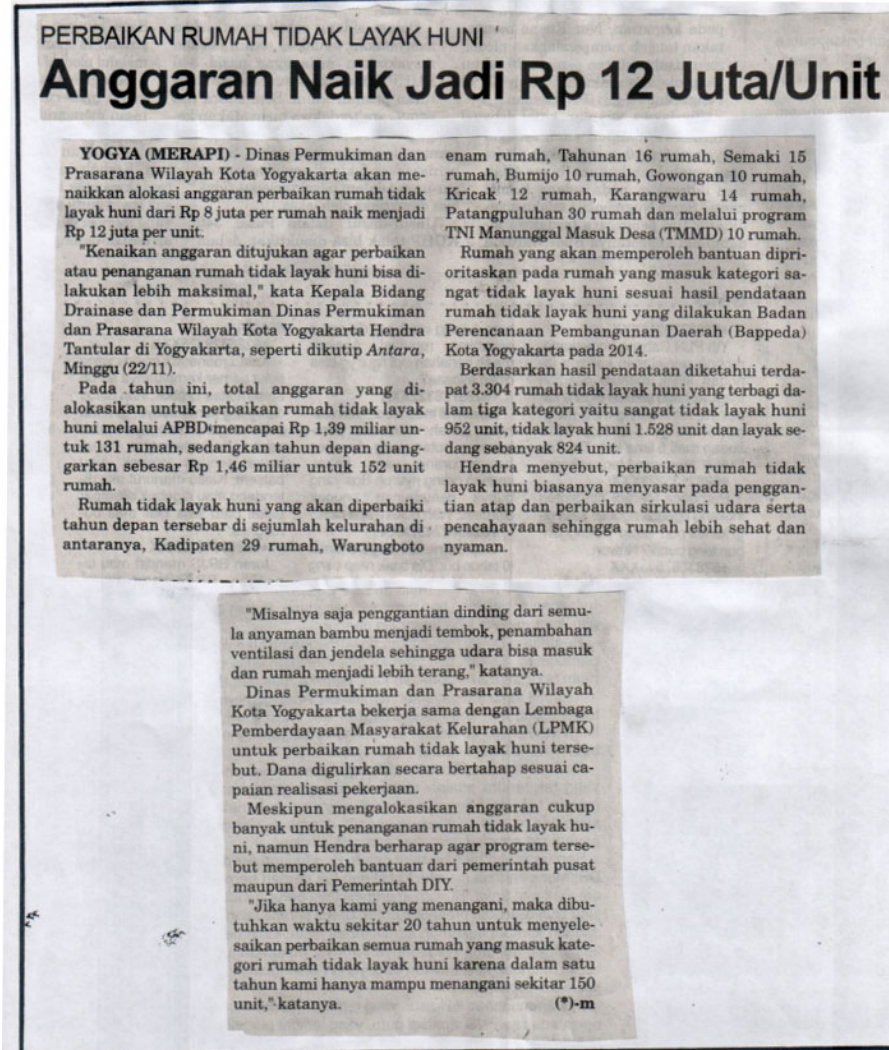 PERBAIKAN RUMAH TIDAK LAYAK HUNI
Anggaran Naik Jadi Rp 12 Juta/Unit
YOGYA (MERAPI) - Dinas Permukiman dan
Prasarana Wilayah Kota Yogyakarta akan me-
naikkan alokasi anggaran perbaikan rumah tidak
layak huni dari Rp 8 juta per rumah naik menjadi
Rp 12 juta per unit.
"Kenaikan anggaran ditujukan agar perbaikan
atau penanganan rumah tidak layak huni bisa di-
lakukan lebih maksimal," kata Kepala Bidang
Drainase dan Permukiman Dinas Permukiman
dan Prasarana Wilayah Kota Yogyakarta Hendra
Tantular di Yogyakarta, seperti dikutip Antara,
Minggu (22/11).
Pada tahun ini, total anggaran yang di-
alokasikan untuk perbaikan rumah tidak layak
huni melalui APBD mencapai Rp 1,39 miliar un-
tuk 131 rumah, sedangkan tahun depan diang-
garkan sebesar Rp 1,46 miliar untuk 152 unit
rumah.
Rumah tidak layak huni yang akan diperbaiki
tahun depan tersebar di sejumlah kelurahan di
antaranya, Kadipaten 29 rumah, Warungboto
enam rumah, Tahunan 16 rumah, Semaki 15
rumah, Bumijo 10 rumah, Gowongan 10 rumah,
Kricak 12 rumah, Karangwaru 14 rumah,
Patangpuluhan 30 rumah dan melalui program
TNI Manunggal Masuk Desa (TMMD) 10 rumah.
Rumah yang akan memperoleh bantuan dipri-
oritaskan pada rumah yang masuk kategori sa-
ngat tidak layak huni sesuai hasil pendataan
rumah tidak layak huni yang dilakukan Badan
Perencanaan Pembangunan Daerah (Bappeda)
Kota Yogyakarta pada 2014.
Berdasarkan hasil pendataan diketahui terda-
pat 3.304 rumah tidak layak huni yang terbagi da-
lam tiga kategori yaitu sangat tidak layak huni
952 unit, tidak layak huni 1.528 unit dan layak se-
dang sebanyak 824 unit.
Hendra menyebut, perbaikan rumah tidak
layak huni biasanya menyasar pada penggan-
tian atap dan perbaikan sirkulasi udara serta
pencahayaan sehingga rumah lebih sehat dan
nyaman.
"Misalnya saja penggantian dinding dari semu-
la anyaman bambu menjadi tembok, penambahan
ventilasi dan jendela sehingga udara bisa masuk
dan rumah menjadi lebih terang," katanya.
Dinas Permukiman dan Prasarana Wilayah
Kota Yogyakarta bekerja sama dengan Lembaga
Pemberdayaan Masyarakat Kelurahan (LPMK)
untuk perbaikan rumah tidak layak huni terse-
but. Dana digulirkan secara bertahap sesuai ca-
paian realisasi pekerjaan.
Meskipun mengalokasikan anggaran cukup
banyak untuk penanganan rumah tidak layak hu-
ni, namun Hendra berharap agar program terse-
but memperoleh bantuan dari pemerintah pusat
maupun dari Pemerintah DIY.
"Jika hanya kami yang menangani, maka dibu-
tuhkan waktu sekitar 20 tahun untuk menyele-
saikan perbaikan semua rumah yang masuk kate-
gori rumah tidak layak huni karena dalam satu
tahun kami hanya mampu menangani sekitar 150
unit," katanya. (*)-m